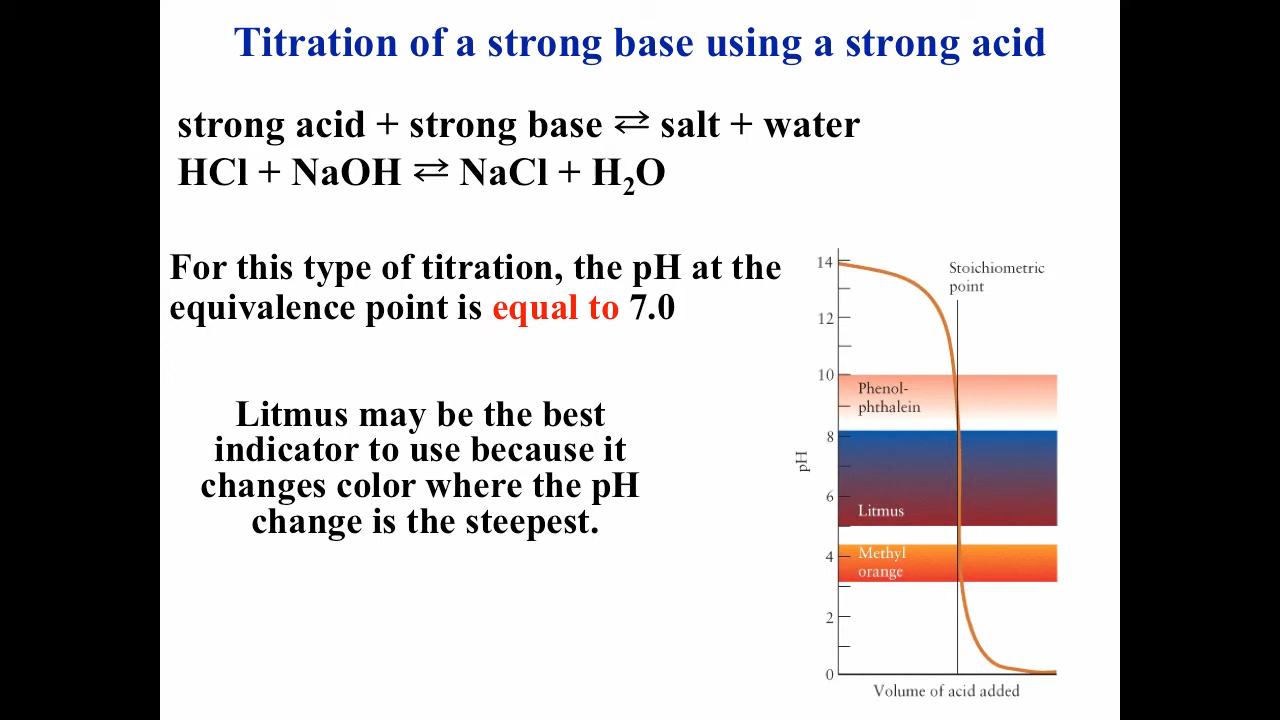 Titration of a strong base using a strong acid
strong acid + strong base ⇌ salt + water
HCl + NaOH ⇌ NaCl + H₂O
For this type of titration, the pH at the
equivalence point is equal to 7.0
Litmus may be the best
indicator to use because it
changes color where the pH
change is the steepest.
Stoichiometric
point
14
12
10
8
6
4
2
0
pH
Phenol-
phthalein
Litmus
Methyl
orange
Volume of acid added